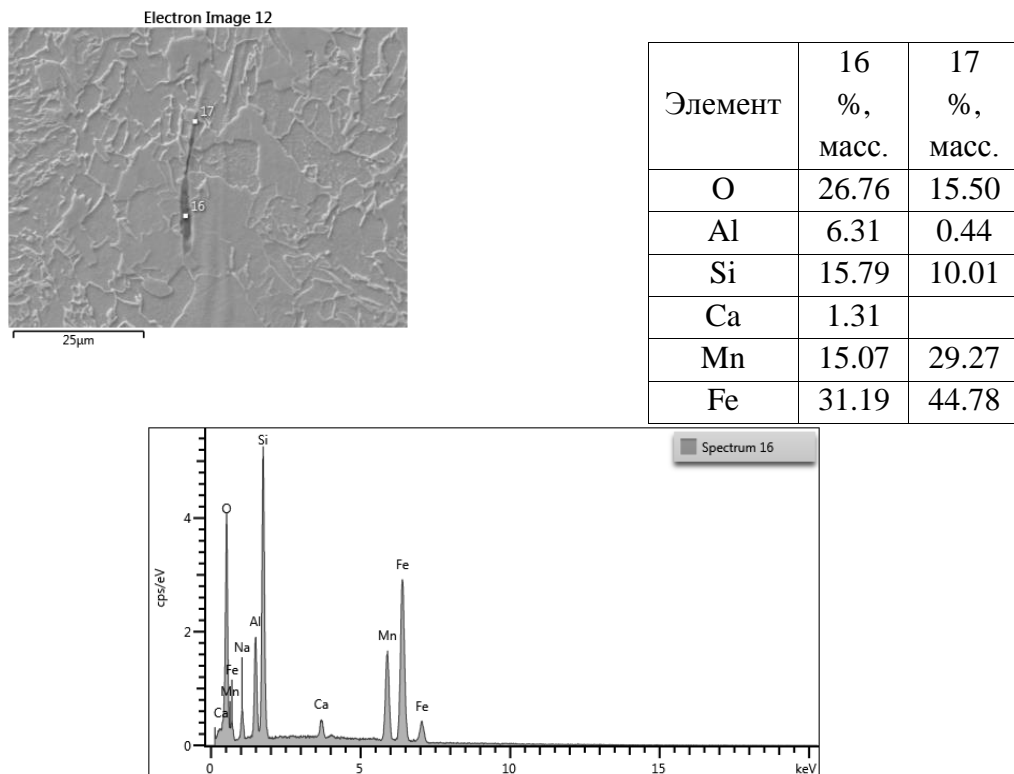 Electron Image 12
17
16
25µm
Элемент 16 %, масс. 17 %, масс.
O 26.76 15.50
Al 6.31 0.44
Si 15.79 10.01
Ca 1.31
Mn 15.07 29.27
Fe 31.19 44.78
Spectrum 16
Si
O
Fe
Al
Mn
Na
Fe
Mn
Ca
Ca
Fe
cps/eV
4
2
0
0 5 10 15 keV